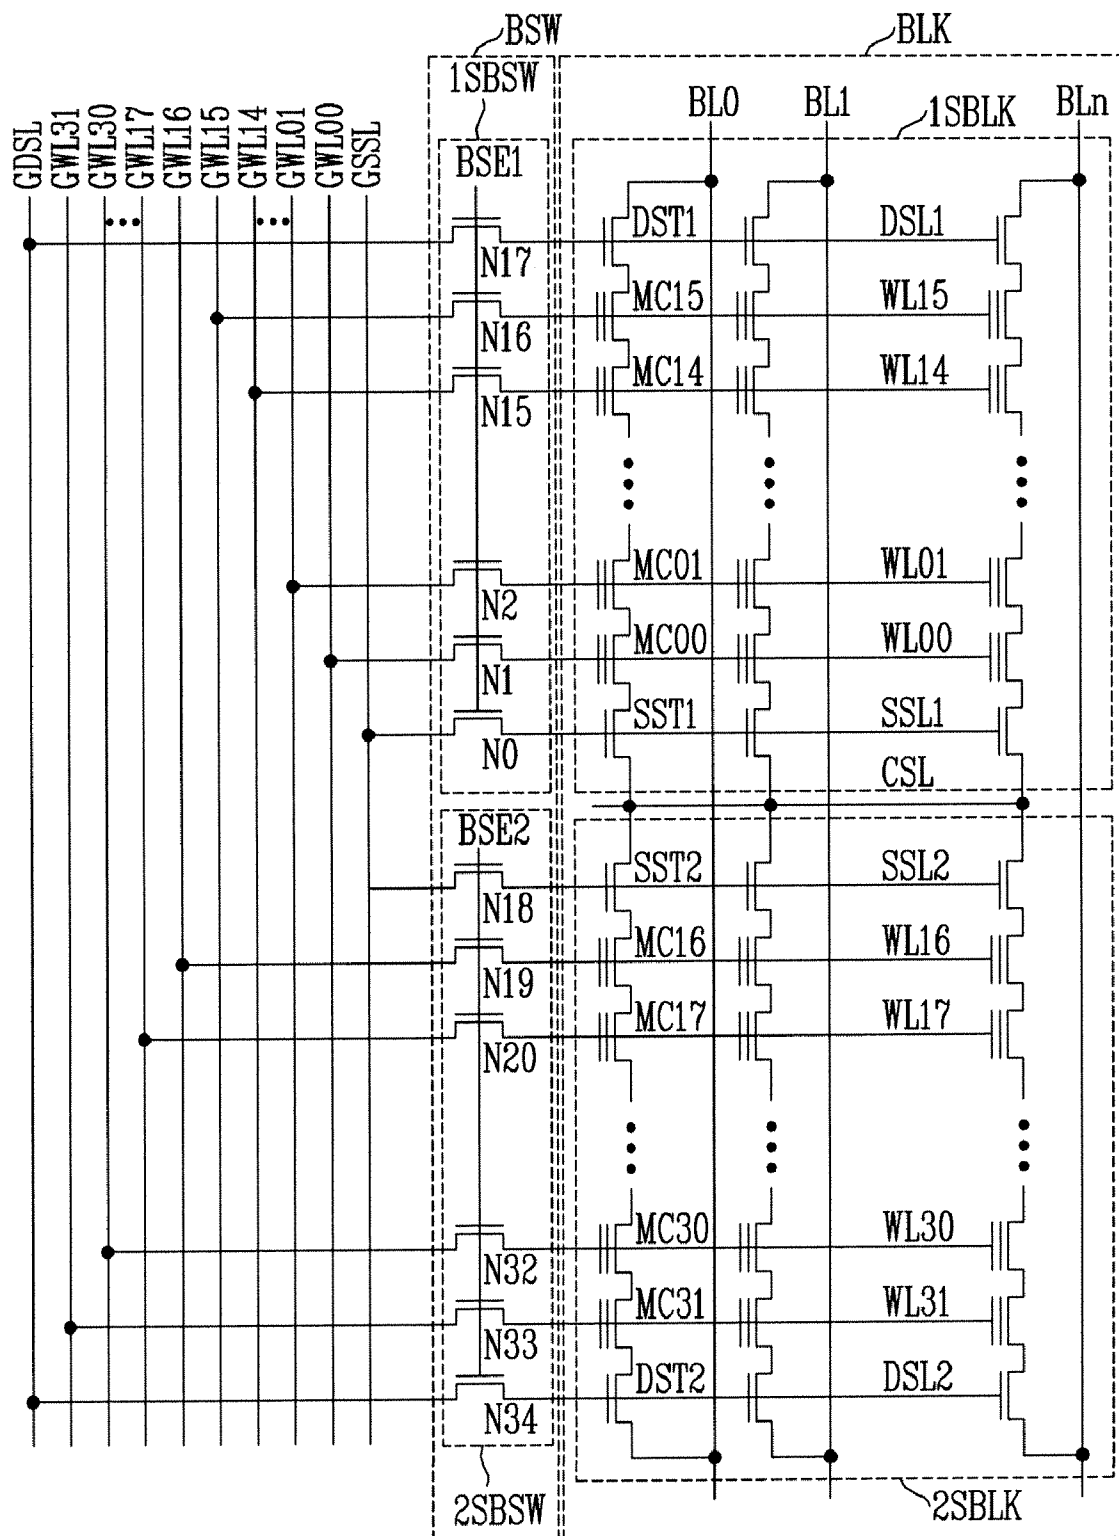 BSW
BLK
1SBSW
GDSL
GWL31
GWL30
GWL17
GWL16
GWL15
GWL14
GWL01
GWL00
GSSL
BL0
BL1
BLn
1SBLK
BSE1
N17
DST1
DSL1
N16
MC15
WL15
N15
MC14
WL14
N2
MC01
WL01
N1
MC00
WL00
N0
SST1
SSL1
CSL
BSE2
N18
SST2
SSL2
N19
MC16
WL16
N20
MC17
WL17
N32
MC30
WL30
N33
MC31
WL31
N34
DST2
DSL2
2SBSW
2SBLK